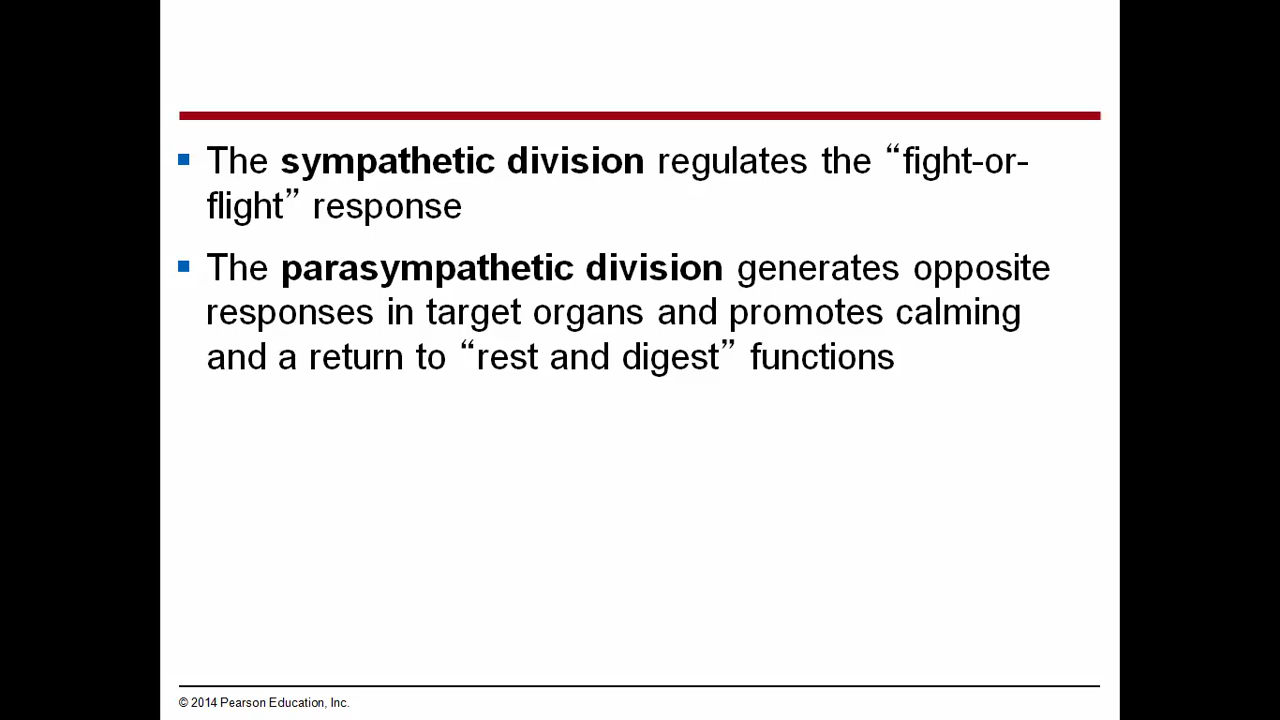 The sympathetic division regulates the “fight-or-
flight” response
The parasympathetic division generates opposite
responses in target organs and promotes calming
and a return to “rest and digest” functions
© 2014 Pearson Education, Inc.